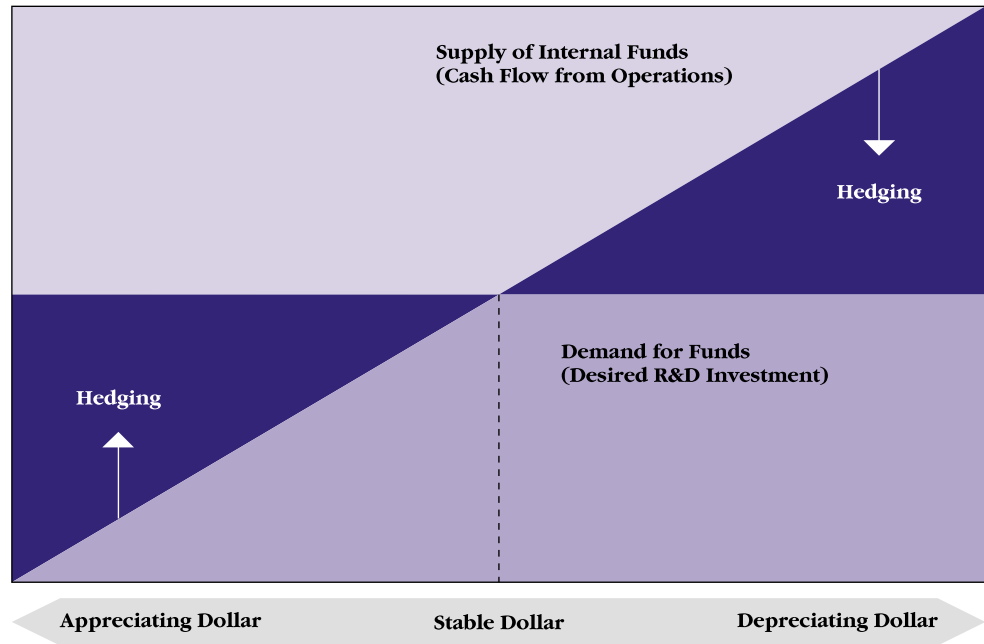 Supply of Internal Funds
(Cash Flow from Operations)
Hedging
Demand for Funds
(Desired R&D Investment)
Hedging
Appreciating Dollar
Stable Dollar
Depreciating Dollar